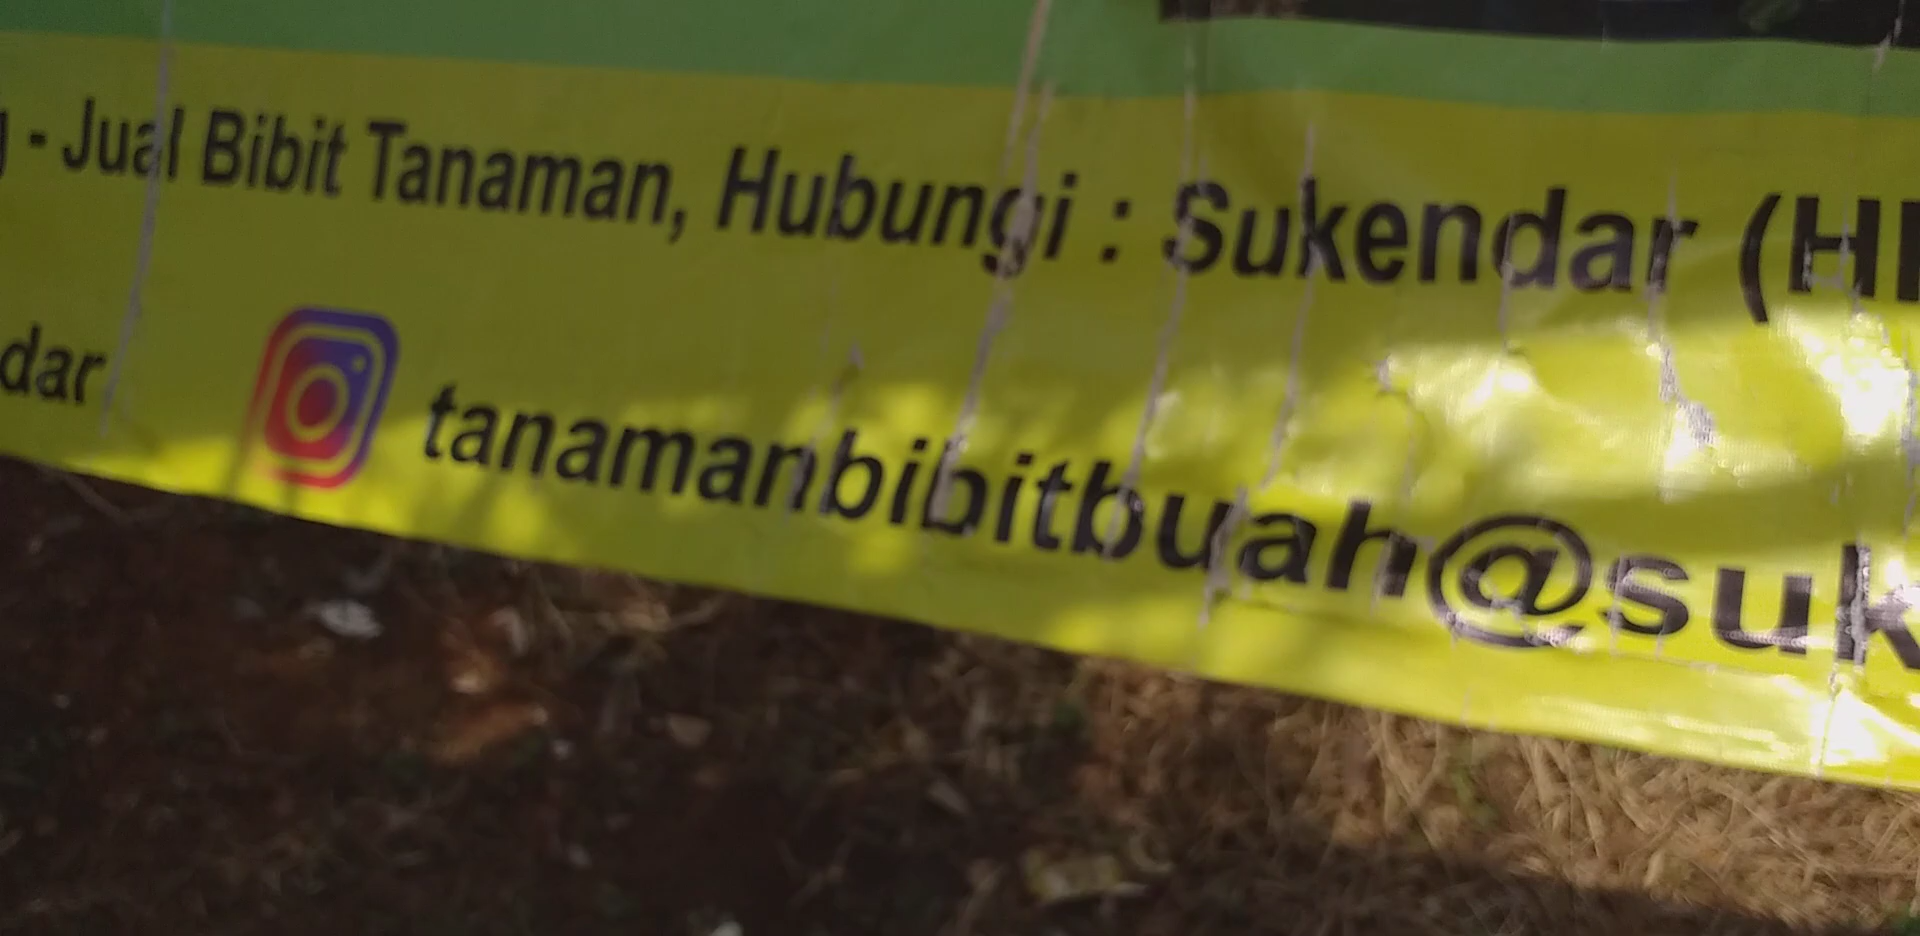 - Jual Bibit Tanaman, Hubungi : Sukendar (H
dar
tanamanbibitbuah@suk